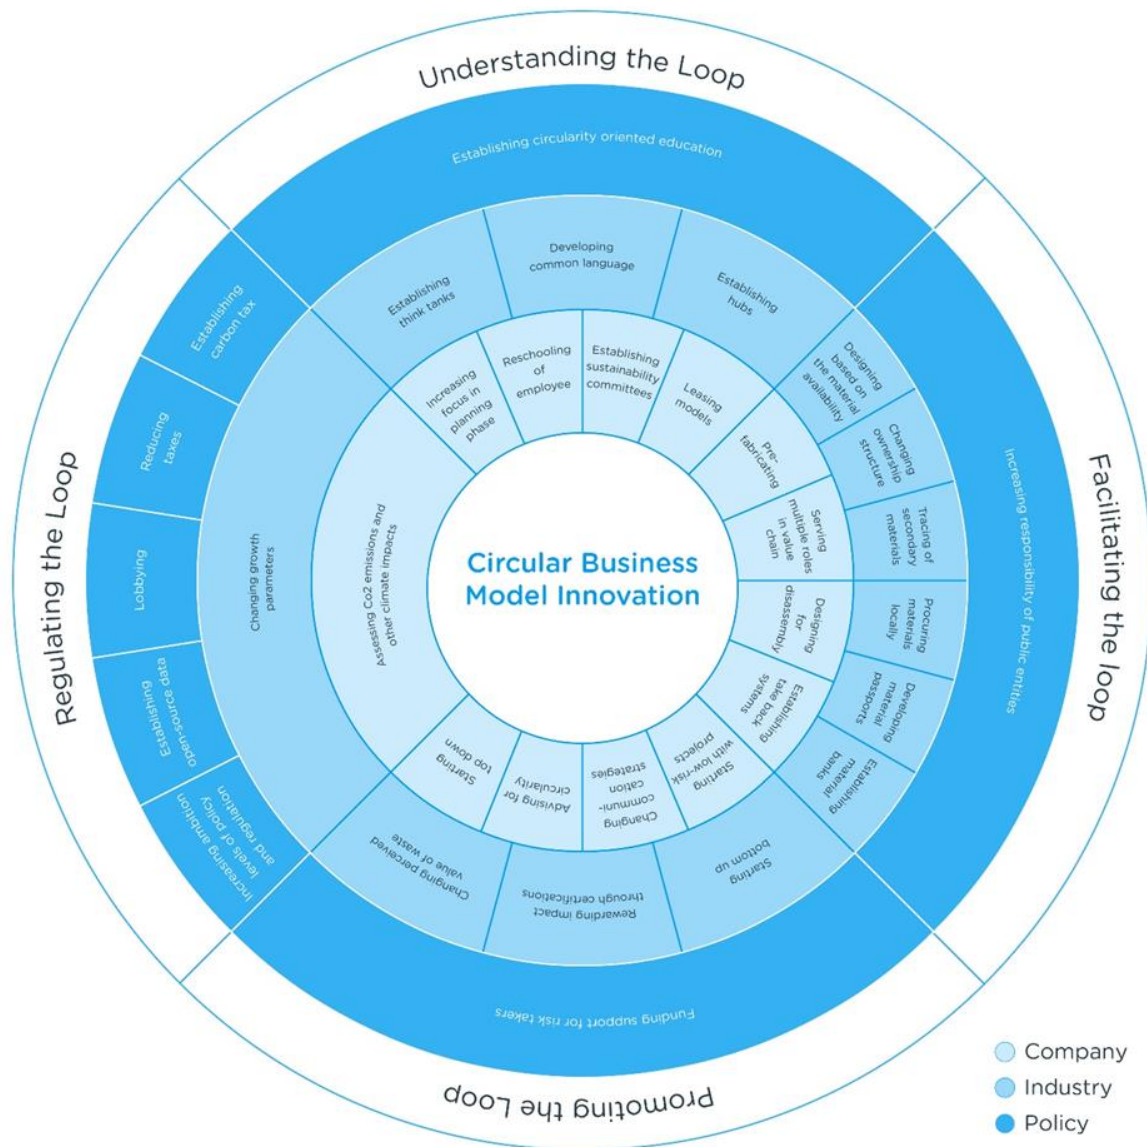 Understanding the Loop
Establishing circularity oriented education
Establishing
think tanks
Developing
common language
Establishing
hubs
Increasing
focus in
planning
phase
Reschooling
of
employee
Establishing
sustainability
committees
Leasing
models
Facilitating the loop
Increasing responsibility of public entities
Designing
based on
the material
availability
Changing
ownership
structure
Tracing of
secondary
materials
Procuring
materials
locally
Developing
material
passports
Establishing
material
banks
Pre-
fabricating
Serving
multiple roles
in value
chain
Designing
for
disassembly
Establishing
take back
systems
Promoting the Loop
Funding support for risk takers
Starting
bottom up
Rewarding impact
through certifications
Changing perceived
value of waste
Starting
with low-risk
projects
Changing
communi-
cation
strategies
Advising for
circularity
Starting
top down
Regulating the Loop
Establishing
carbon tax
Reducing
taxes
Lobbying
Establishing
open-source data
Increasing ambition
levels of policy
and regulation
Changing growth
parameters
Assessing Co2 emissions and
other climate impacts
Circular Business
Model Innovation
Company
Industry
Policy